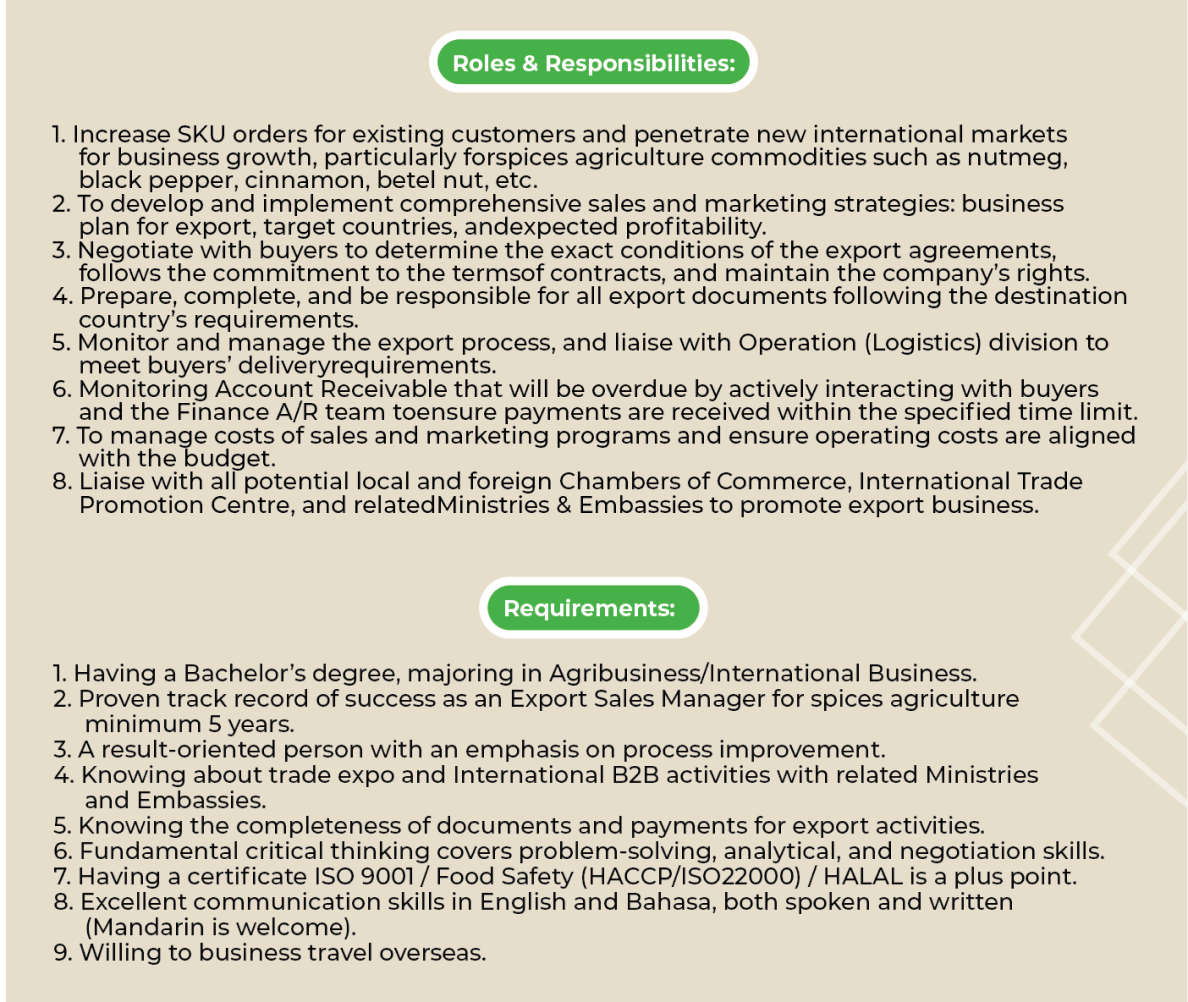 Roles & Responsibilities:
1. Increase SKU orders for existing customers and penetrate new international markets
for business growth, particularly forspices agriculture commodities such as nutmeg,
black pepper, cinnamon, betel nut, etc.
2. To develop and implement comprehensive sales and marketing strategies: business
plan for export, target countries, andexpected profitability.
3. Negotiate with buyers to determine the exact conditions of the export agreements,
follows the commitment to the termsof contracts, and maintain the company’s rights.
4. Prepare, complete, and be responsible for all export documents following the destination
country’s requirements.
5. Monitor and manage the export process, and liaise with Operation (Logistics) division to
meet buyers’ deliveryrequirements.
6. Monitoring Account Receivable that will be overdue by actively interacting with buyers
and the Finance A/R team toensure payments are received within the specified time limit.
7. To manage costs of sales and marketing programs and ensure operating costs are aligned
with the budget.
8. Liaise with all potential local and foreign Chambers of Commerce, International Trade
Promotion Centre, and relatedMinistries & Embassies to promote export business.
Requirements:
1. Having a Bachelor’s degree, majoring in Agribusiness/International Business.
2. Proven track record of success as an Export Sales Manager for spices agriculture
minimum 5 years.
3. A result-oriented person with an emphasis on process improvement.
4. Knowing about trade expo and International B2B activities with related Ministries
and Embassies.
5. Knowing the completeness of documents and payments for export activities.
6. Fundamental critical thinking covers problem-solving, analytical, and negotiation skills.
7. Having a certificate ISO 9001 / Food Safety (HACCP/ISO22000) / HALAL is a plus point.
8. Excellent communication skills in English and Bahasa, both spoken and written
(Mandarin is welcome).
9. Willing to business travel overseas.